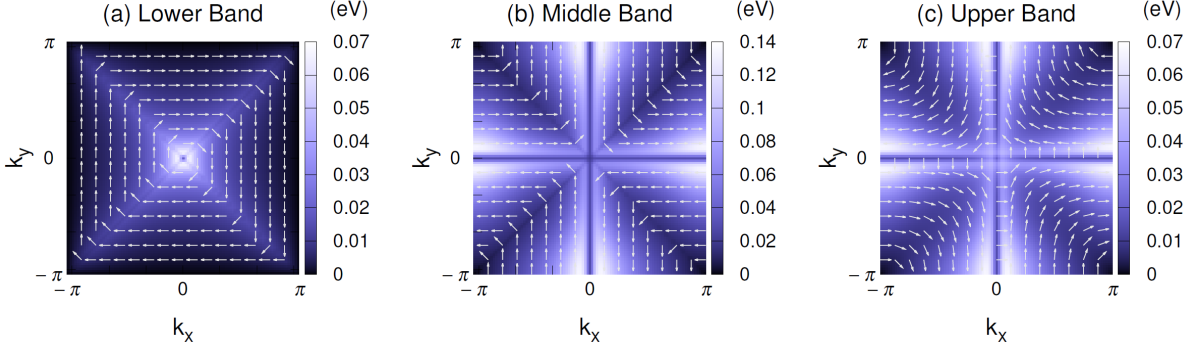 (a) Lower Band (eV)
π
0
− π
− π 0 π
k_y
k_x
0.07
0.06
0.05
0.04
0.03
0.02
0.01
0
(b) Middle Band (eV)
π
0
− π
− π 0 π
k_y
k_x
0.14
0.12
0.1
0.08
0.06
0.04
0.02
0
(c) Upper Band (eV)
π
0
− π
− π 0 π
k_y
k_x
0.07
0.06
0.05
0.04
0.03
0.02
0.01
0